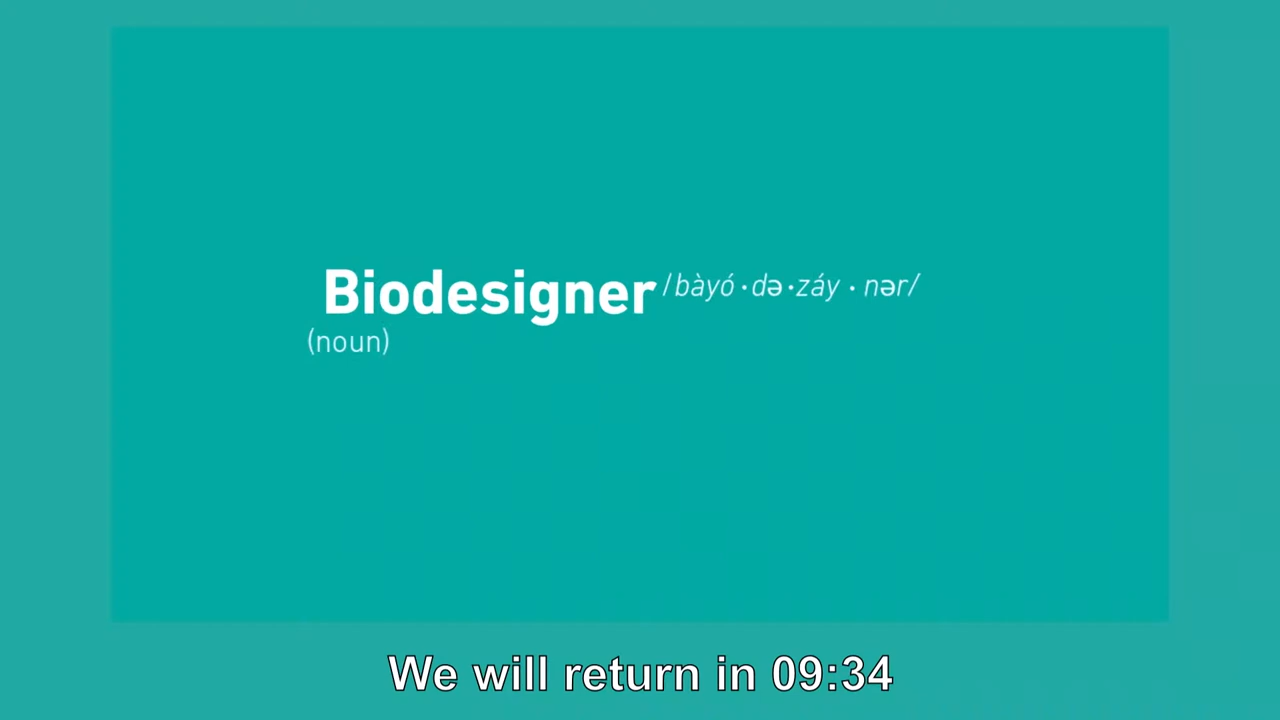 Biodesigner /bàyó·də·záy · nər/
(noun)
We will return in 09:34